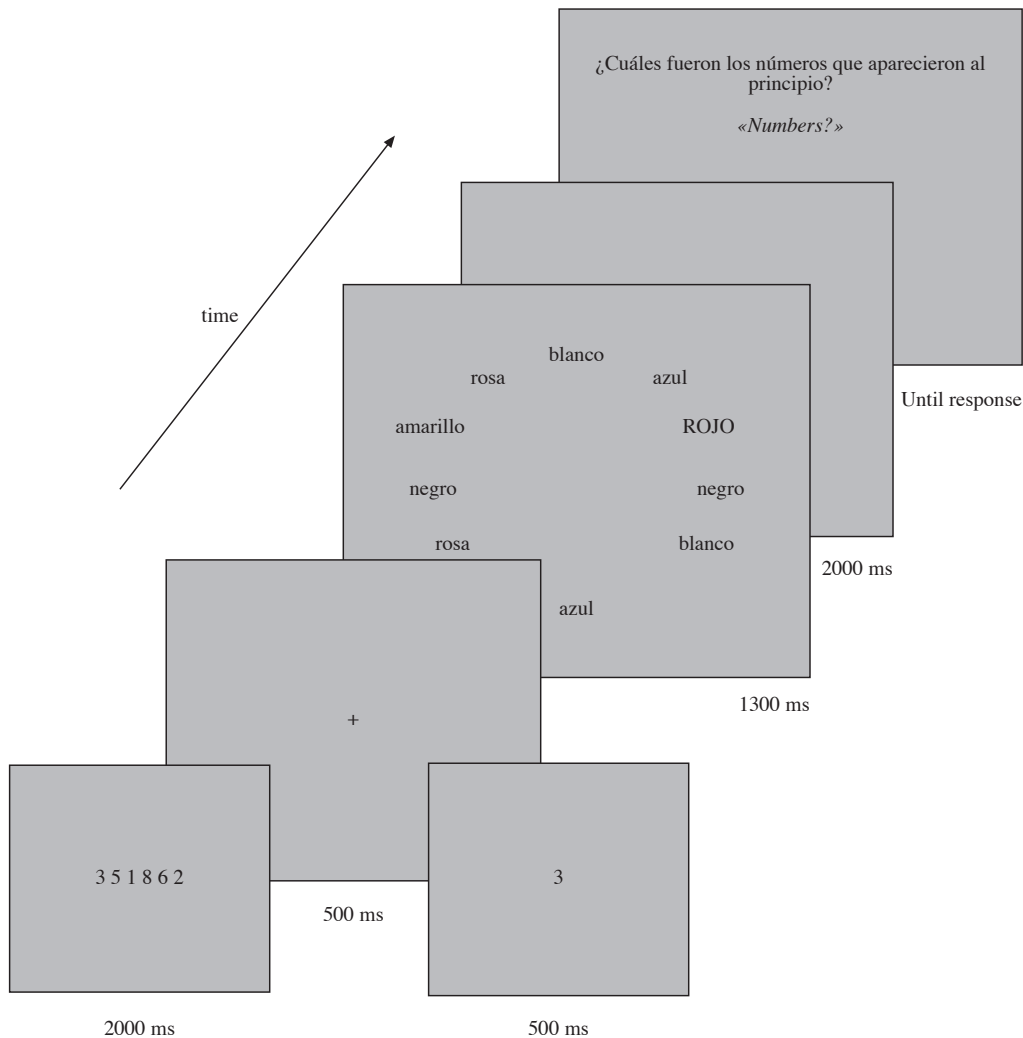 ¿Cuáles fueron los números que aparecieron al
principio?
«Numbers?»
Until response
time
blanco
rosa
azul
amarillo
ROJO
negro
negro
rosa
blanco
azul
2000 ms
1300 ms
+
500 ms
3 5 1 8 6 2
2000 ms
3
500 ms